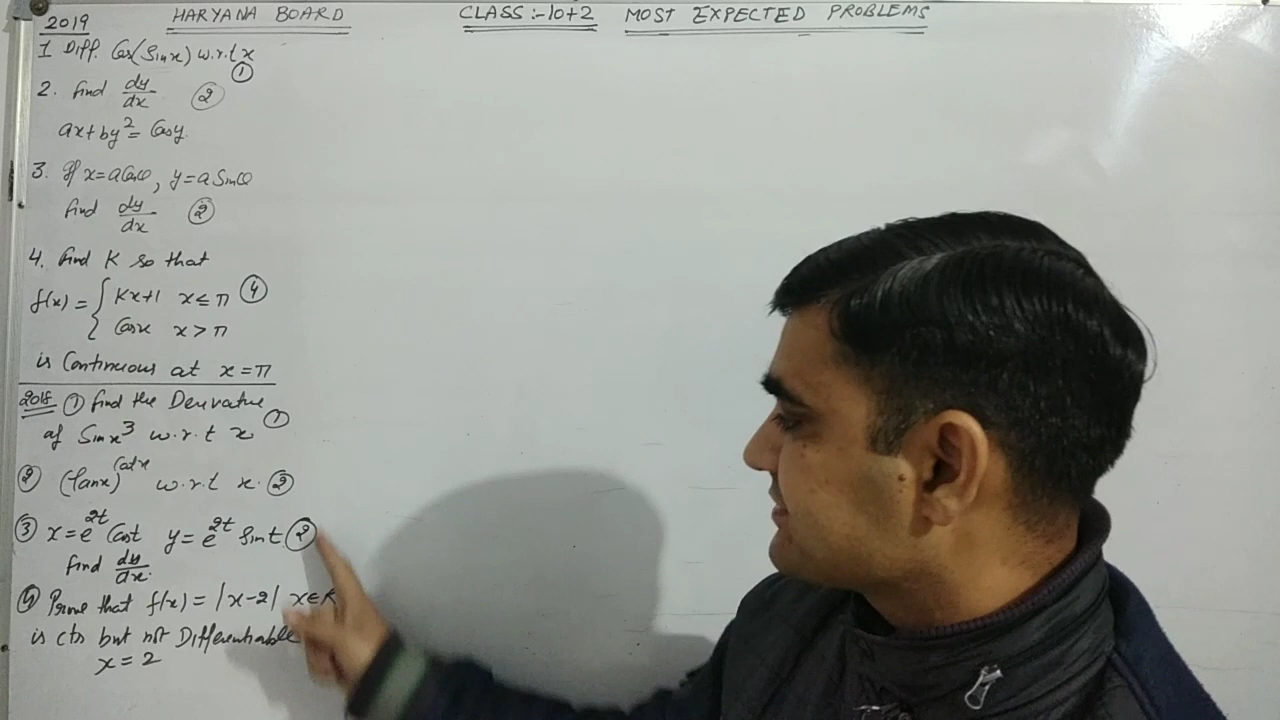 2019 HARYANA BOARD CLASS :- 10+2 MOST EXPECTED PROBLEMS
1 Diff. Cos(Sinx) w.r.t x ①
2. find dy/dx ②
ax+by²= Cosy.
3. If x=aCosθ, y=aSinθ
find dy/dx ②
4. find K so that
f(x) = { Kx+1 x≤π ④
Cosx x>π
is Continuous at x=π
2018 ① find the Derivative
of Sinx³ w.r.t x ①
② (tanx)^Cotx w.r.t x. ②
③ x=e^2t Cost y=e^2t Sint ②
find dy/dx.
④ Prove that f(x) = |x-2| x∈R
is cts but not Differentiable
x=2